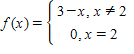 f(x) = { 3−x, x ≠ 2
0, x = 2